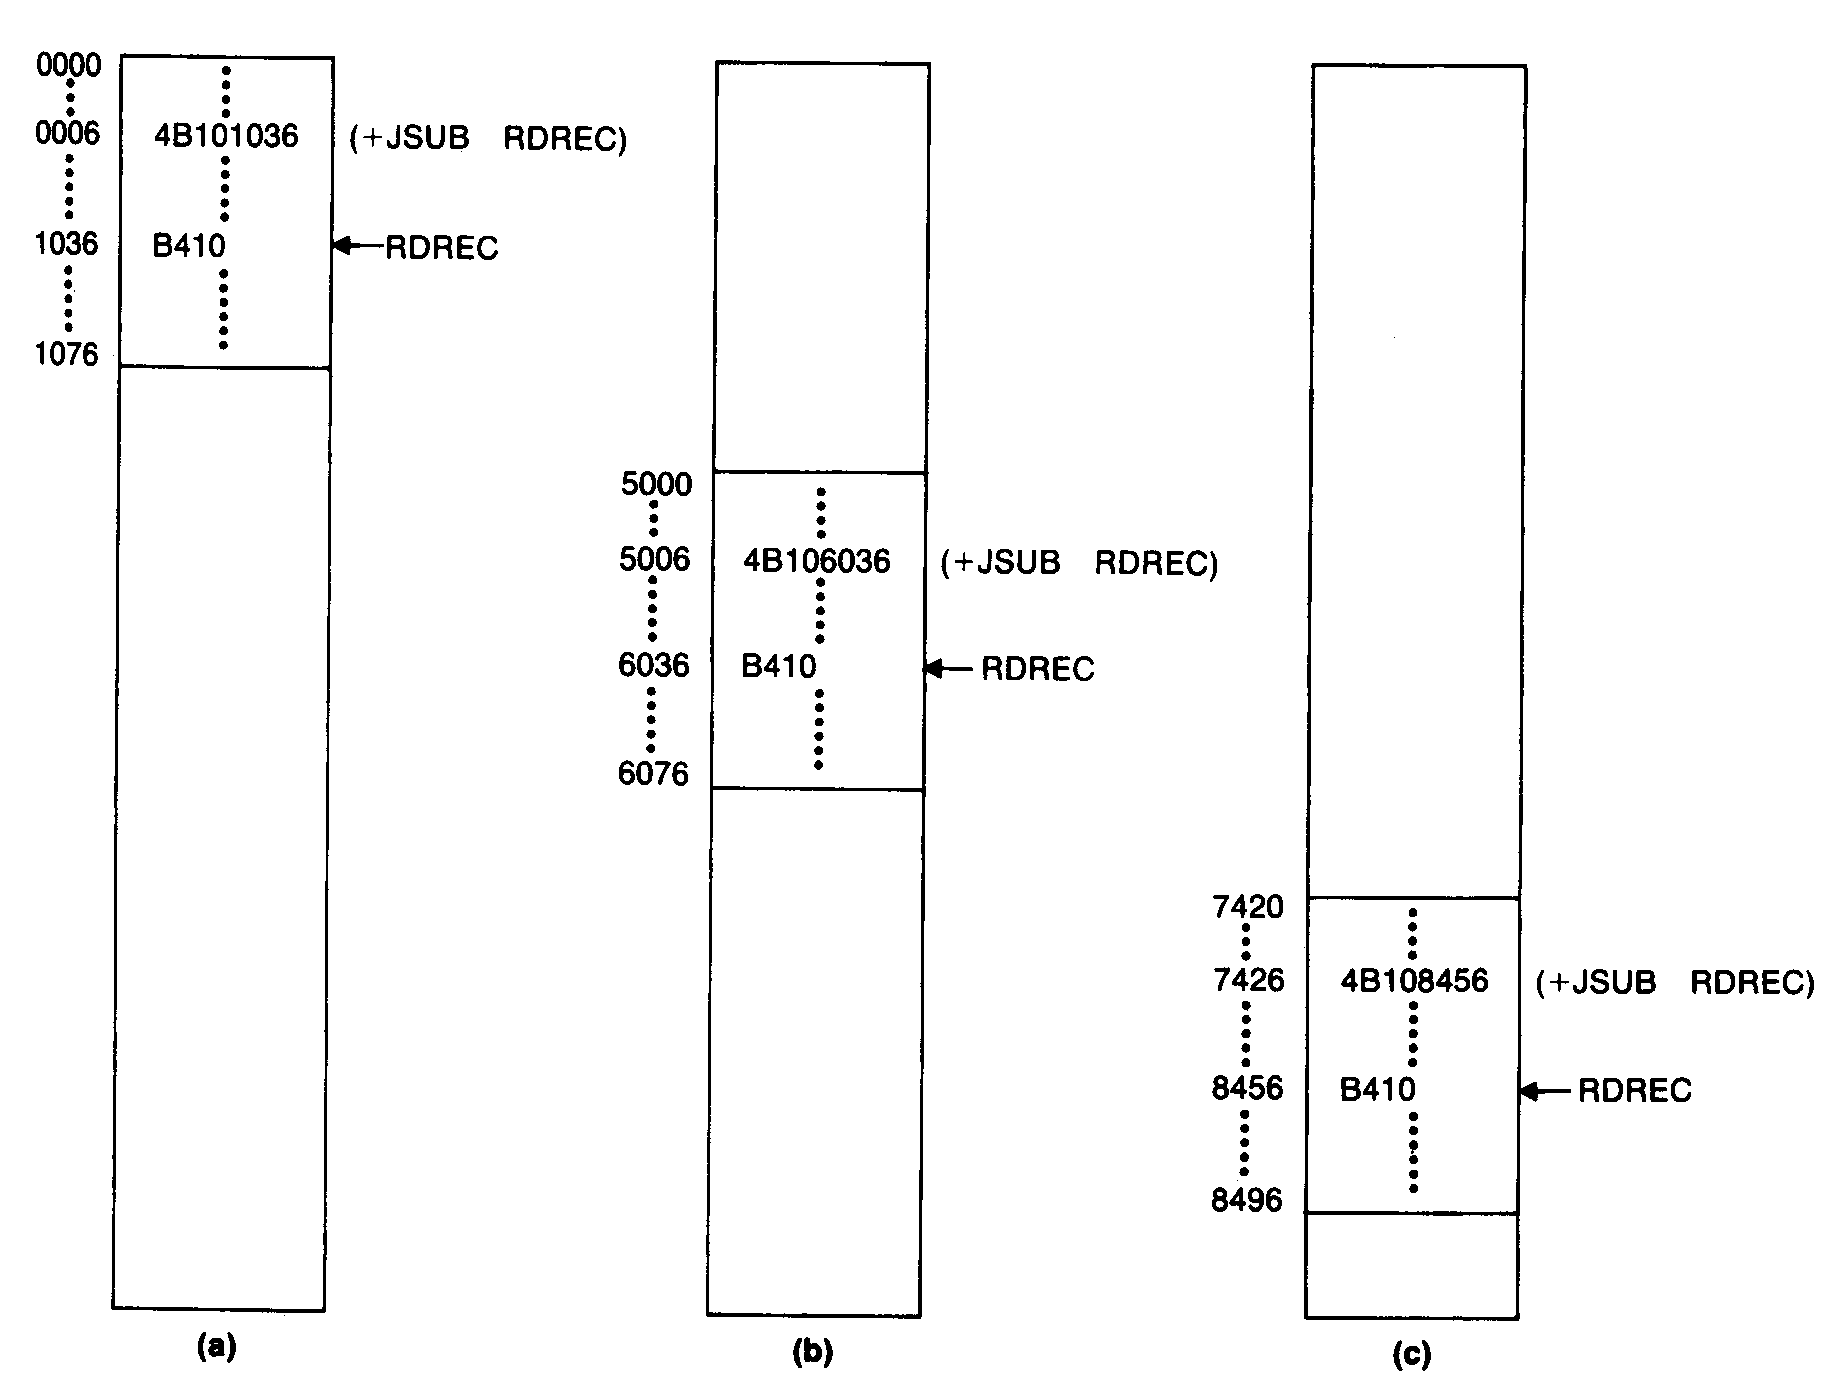 0000
0006 4B101036 (+JSUB RDREC)
1036 B410 RDREC
1076
5000
5006 4B106036 (+JSUB RDREC)
6036 B410 RDREC
6076
7420
7426 4B108456 (+JSUB RDREC)
8456 B410 RDREC
8496
(a) (b) (c)